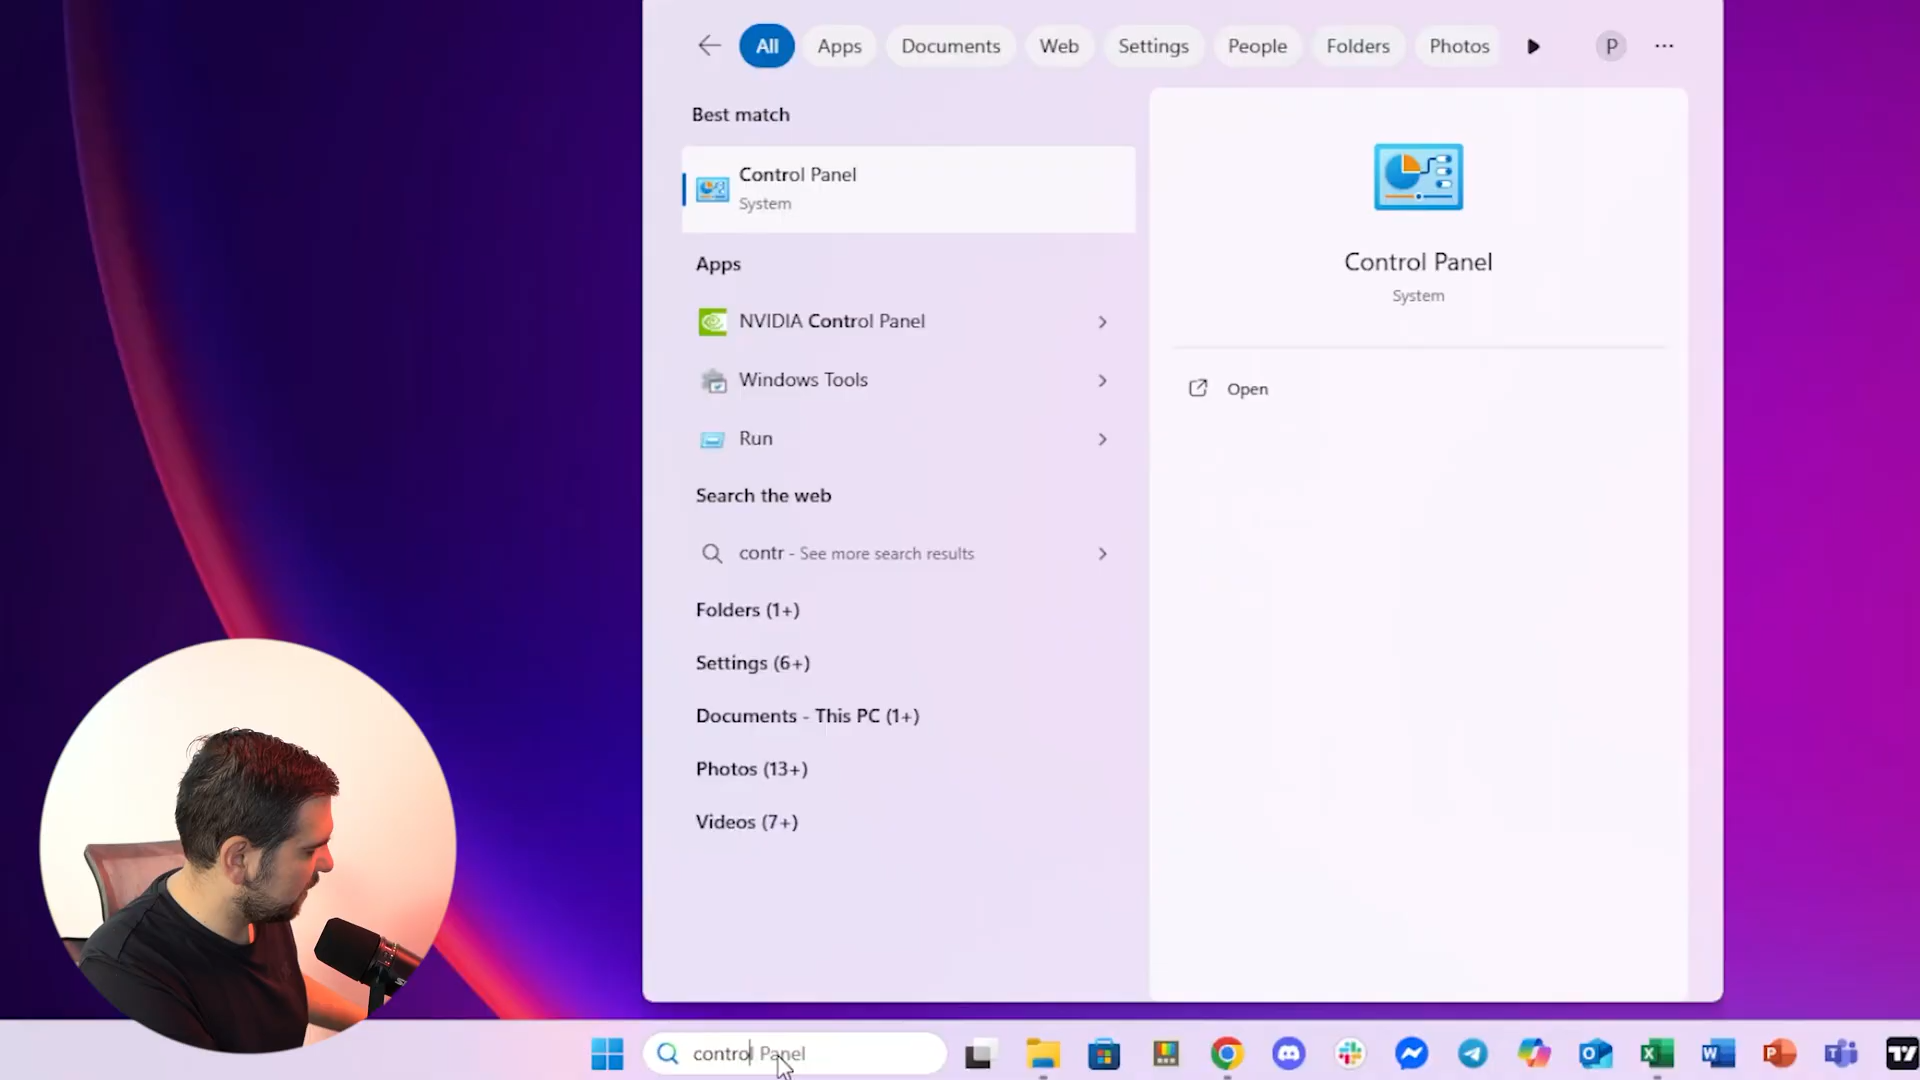 All Apps Documents Web Settings People Folders Photos P
Best match
Control Panel
System
Apps
NVIDIA Control Panel
Windows Tools
Run
Search the web
contr - See more search results
Folders (1+)
Settings (6+)
Documents - This PC (1+)
Photos (13+)
Videos (7+)
Control Panel
System
Open
control Panel